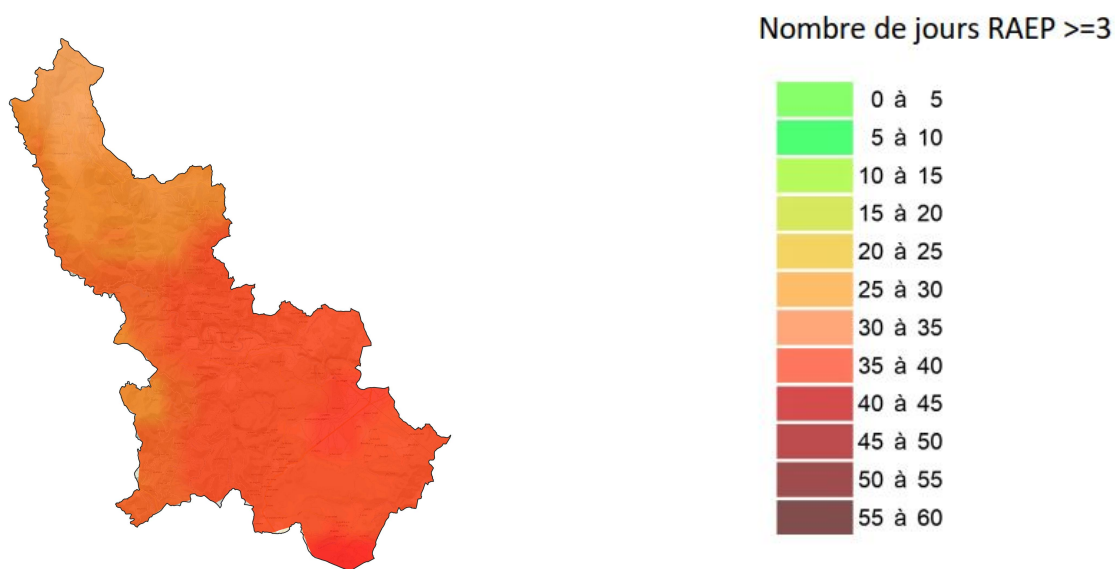 Nombre de jours RAEP >=3
0 à 5
5 à 10
10 à 15
15 à 20
20 à 25
25 à 30
30 à 35
35 à 40
40 à 45
45 à 50
50 à 55
55 à 60